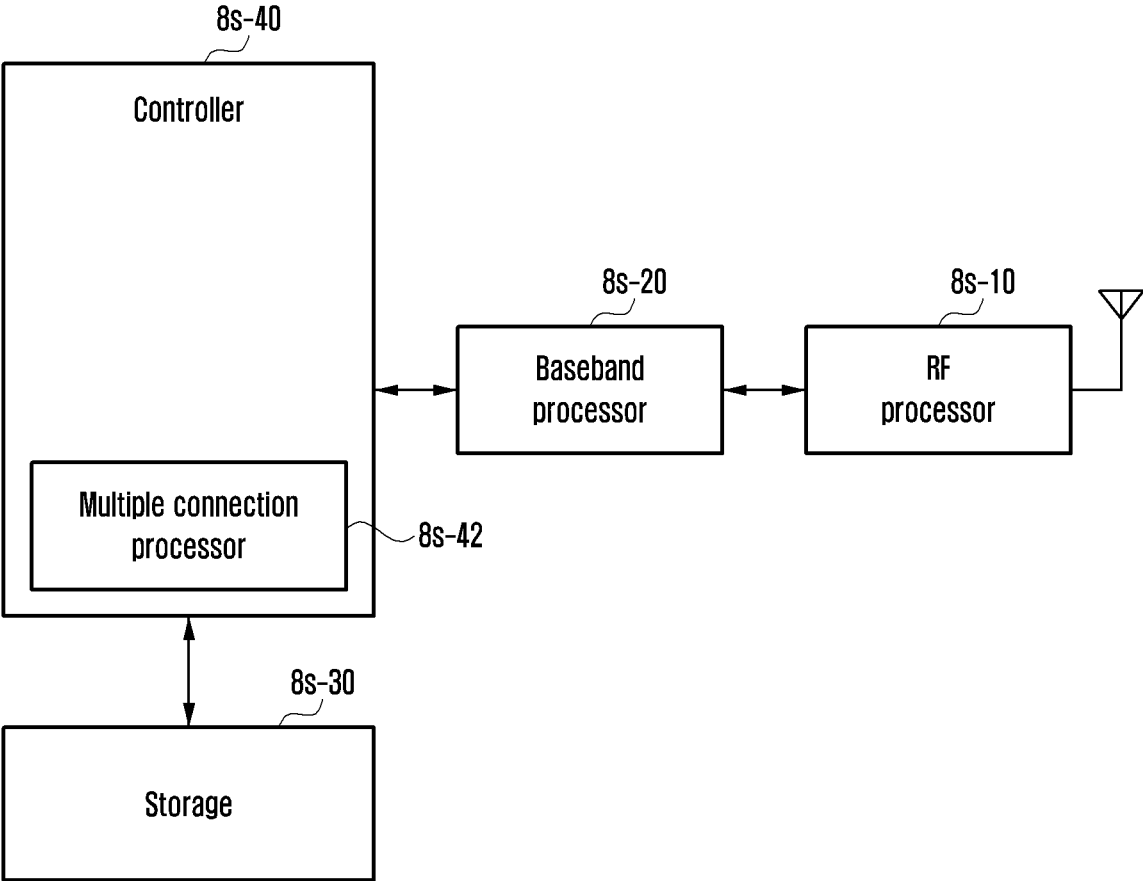 8s-40
Controller
8s-20
8s-10
Baseband
processor
RF
processor
Multiple connection
processor
8s-42
8s-30
Storage